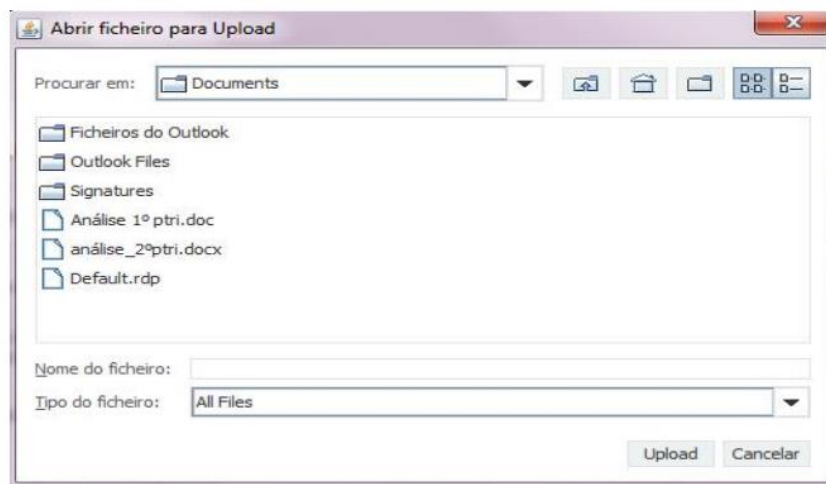 Abrir ficheiro para Upload
Procurar em: Documents
Ficheiros do Outlook
Outlook Files
Signatures
Análise 1º ptri.doc
análise_2ºptri.docx
Default.rdp
Nome do ficheiro:
Tipo do ficheiro: All Files
Upload Cancelar